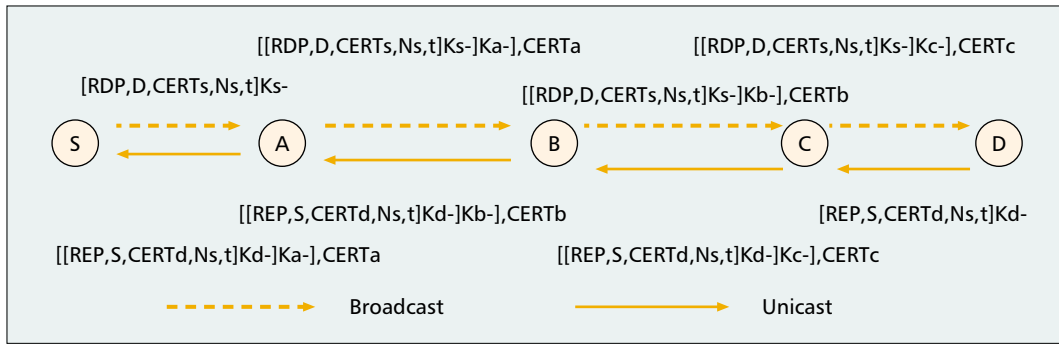 [[RDP,D,CERTs,Ns,t]Ks-]Ka-],CERTa
[[RDP,D,CERTs,Ns,t]Ks-]Kc-],CERTc
[RDP,D,CERTs,Ns,t]Ks-
[[RDP,D,CERTs,Ns,t]Ks-]Kb-],CERTb
S
A
B
C
D
[[REP,S,CERTd,Ns,t]Kd-]Kb-],CERTb
[REP,S,CERTd,Ns,t]Kd-
[[REP,S,CERTd,Ns,t]Kd-]Ka-],CERTa
[[REP,S,CERTd,Ns,t]Kd-]Kc-],CERTc
Broadcast
Unicast